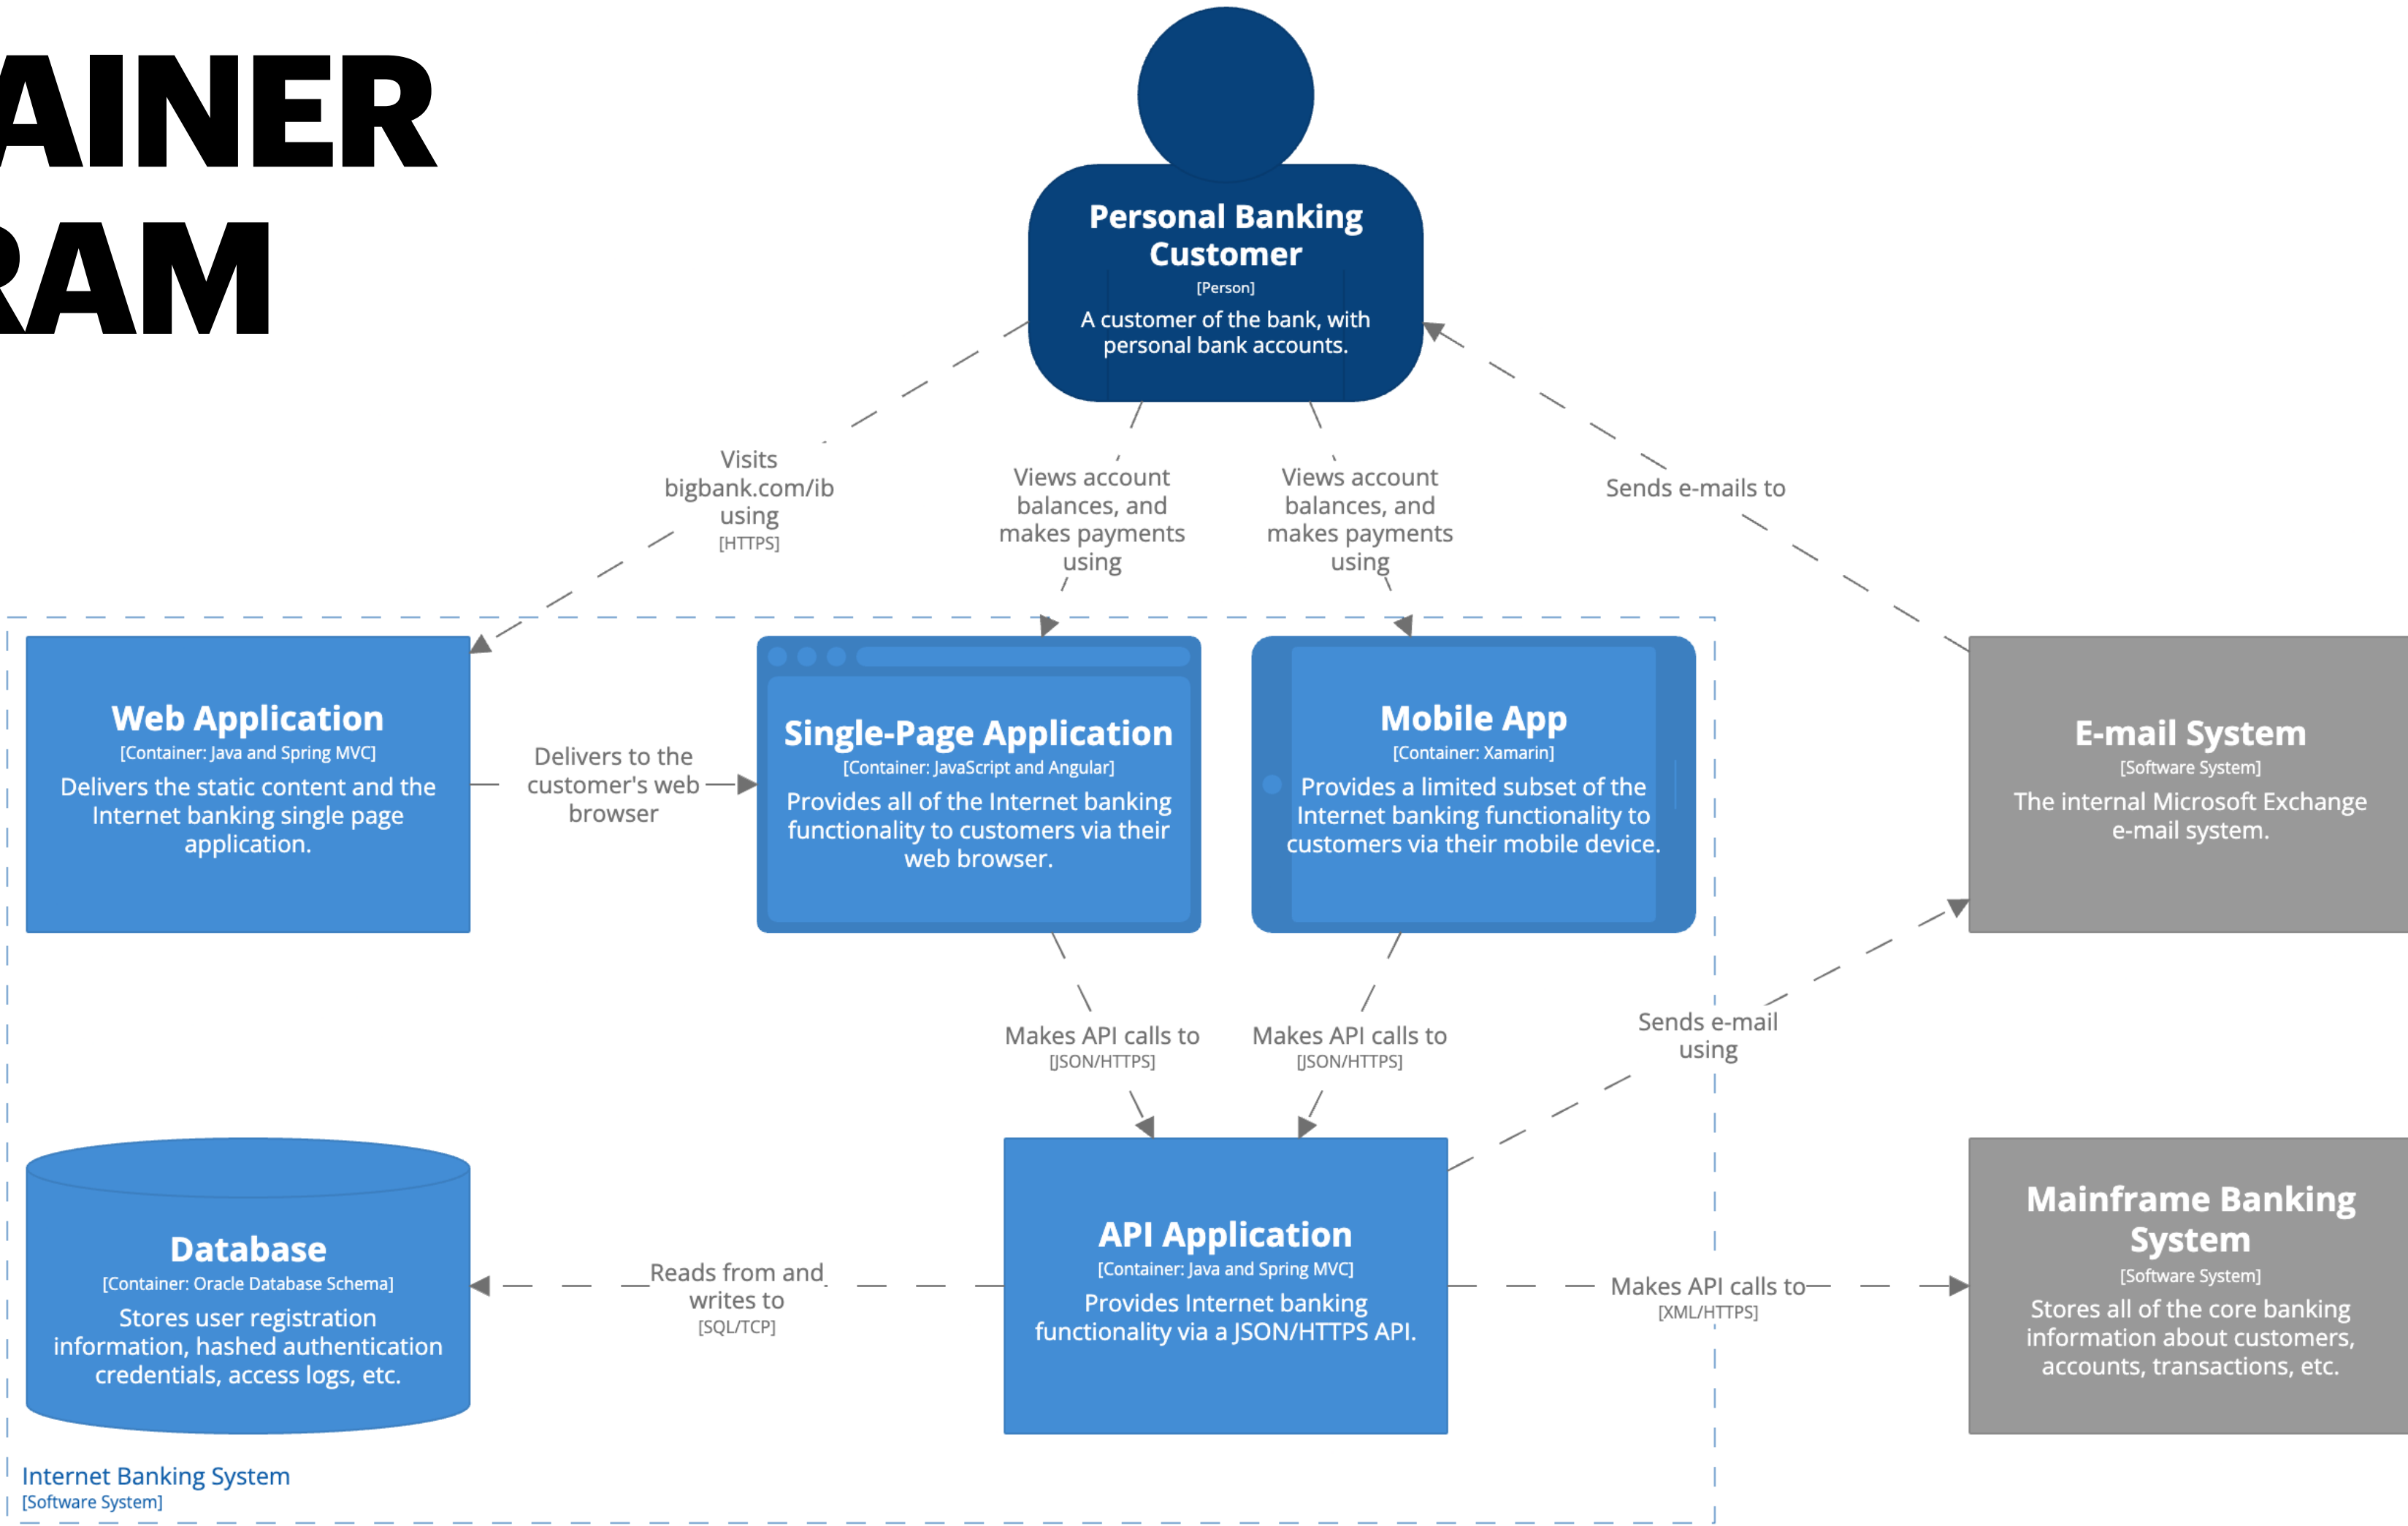 AINER
RAM
Personal Banking
Customer
[Person]
A customer of the bank, with
personal bank accounts.
Visits
bigbank.com/ib
using
[HTTPS]
Views account
balances, and
makes payments
using
Views account
balances, and
makes payments
using
Sends e-mails to
Web Application
[Container: Java and Spring MVC]
Delivers the static content and the
Internet banking single page
application.
Delivers to the
customer's web
browser
Single-Page Application
[Container: JavaScript and Angular]
Provides all of the Internet banking
functionality to customers via their
web browser.
Mobile App
[Container: Xamarin]
Provides a limited subset of the
Internet banking functionality to
customers via their mobile device.
E-mail System
[Software System]
The internal Microsoft Exchange
e-mail system.
Makes API calls to
[JSON/HTTPS]
Makes API calls to
[JSON/HTTPS]
Sends e-mail
using
Database
[Container: Oracle Database Schema]
Stores user registration
information, hashed authentication
credentials, access logs, etc.
Reads from and
writes to
[SQL/TCP]
API Application
[Container: Java and Spring MVC]
Provides Internet banking
functionality via a JSON/HTTPS API.
Makes API calls to
[XML/HTTPS]
Mainframe Banking
System
[Software System]
Stores all of the core banking
information about customers,
accounts, transactions, etc.
Internet Banking System
[Software System]